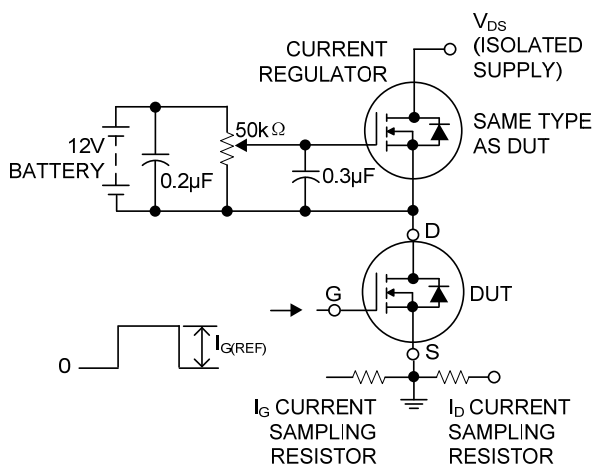 V_DS
(ISOLATED
SUPPLY)
CURRENT
REGULATOR
SAME TYPE
AS DUT
12V
BATTERY
0.2µF
50kΩ
0.3µF
D
DUT
G
S
0
I_G(REF)
I_G CURRENT
SAMPLING
RESISTOR
I_D CURRENT
SAMPLING
RESISTOR